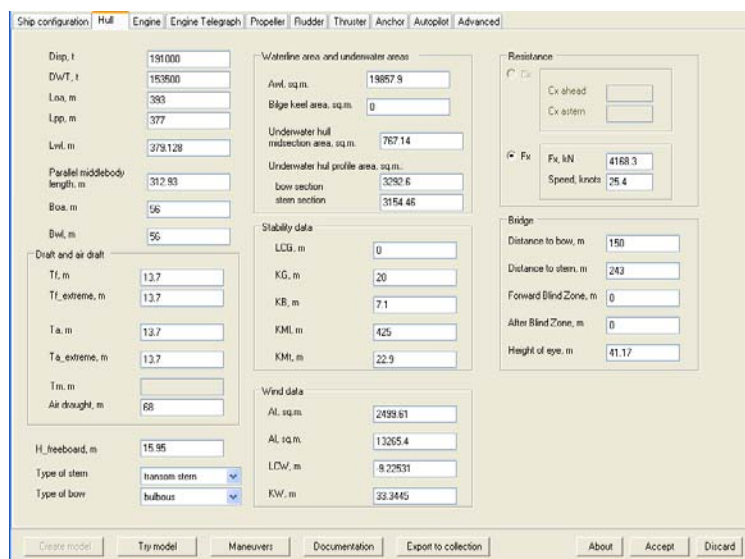 Ship configuration Hull Engine Engine Telegraph Propeller Rudder Thruster Anchor Autopilot Advanced
Disp, t 191000
DWT, t 153500
Loa, m 393
Lpp, m 377
Lwl, m 379.128
Parallel middlebody
length, m 312.93
Boa, m 56
Bwl, m 56
Draft and air draft
Tf, m 13.7
Tf_extreme, m 13.7
Ta, m 13.7
Ta_extreme, m 13.7
Tm, m
Air draught, m 68
H_freeboard, m 15.95
Type of stern transom stern
Type of bow bulbous
Waterline area and underwater areas
Awl, sq.m. 19857.9
Bilge keel area, sq.m. 0
Underwater hull
midsection area, sq.m. 767.14
Underwater hul profile area, sq.m.:
bow section 3292.6
stern section 3154.46
Stability data
LCG, m 0
KG, m 20
KB, m 7.1
KMl, m 425
KMt, m 22.9
Wind data
At, sq.m. 2499.61
Al, sq.m. 13265.4
LCW, m -9.22531
KW, m 33.3445
Resistance
Cx
Cx ahead
Cx astern
Fx
Fx, kN 4168.3
Speed, knots 25.4
Bridge
Distance to bow, m 150
Distance to stern, m 243
Forward Blind Zone, m 0
After Blind Zone, m 0
Height of eye, m 41.17
Create model Try model Maneuvers Documentation Export to collection About Accept Discard